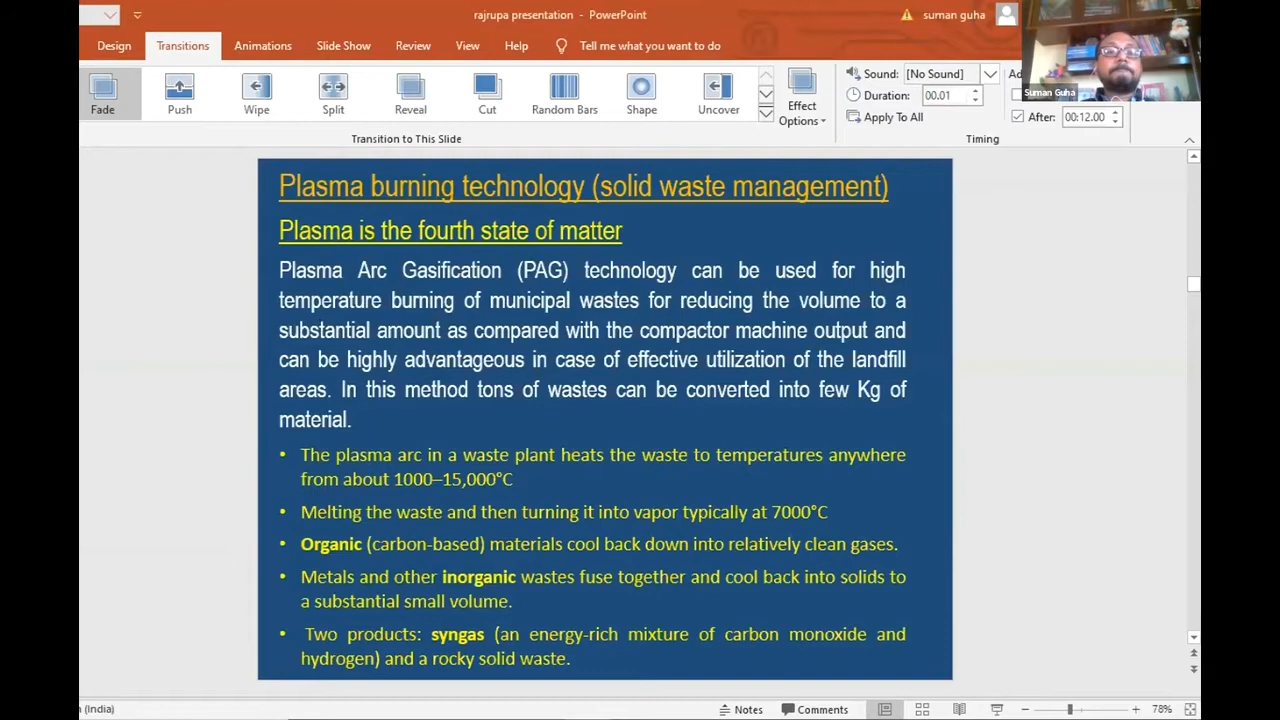 rajrupa presentation - PowerPoint
suman guha
Design Transitions Animations Slide Show Review View Help Tell me what you want to do
Fade Push Wipe Split Reveal Cut Random Bars Shape Uncover
Effect Options
Sound: [No Sound]
Duration: 00.01
Apply To All
After: 00:12.00
Suman Guha
Transition to This Slide
Timing
Plasma burning technology (solid waste management)
Plasma is the fourth state of matter
Plasma Arc Gasification (PAG) technology can be used for high
temperature burning of municipal wastes for reducing the volume to a
substantial amount as compared with the compactor machine output and
can be highly advantageous in case of effective utilization of the landfill
areas. In this method tons of wastes can be converted into few Kg of
material.
• The plasma arc in a waste plant heats the waste to temperatures anywhere
from about 1000–15,000°C
• Melting the waste and then turning it into vapor typically at 7000°C
• Organic (carbon-based) materials cool back down into relatively clean gases.
• Metals and other inorganic wastes fuse together and cool back into solids to
a substantial small volume.
• Two products: syngas (an energy-rich mixture of carbon monoxide and
hydrogen) and a rocky solid waste.
(India)
Notes Comments 78%